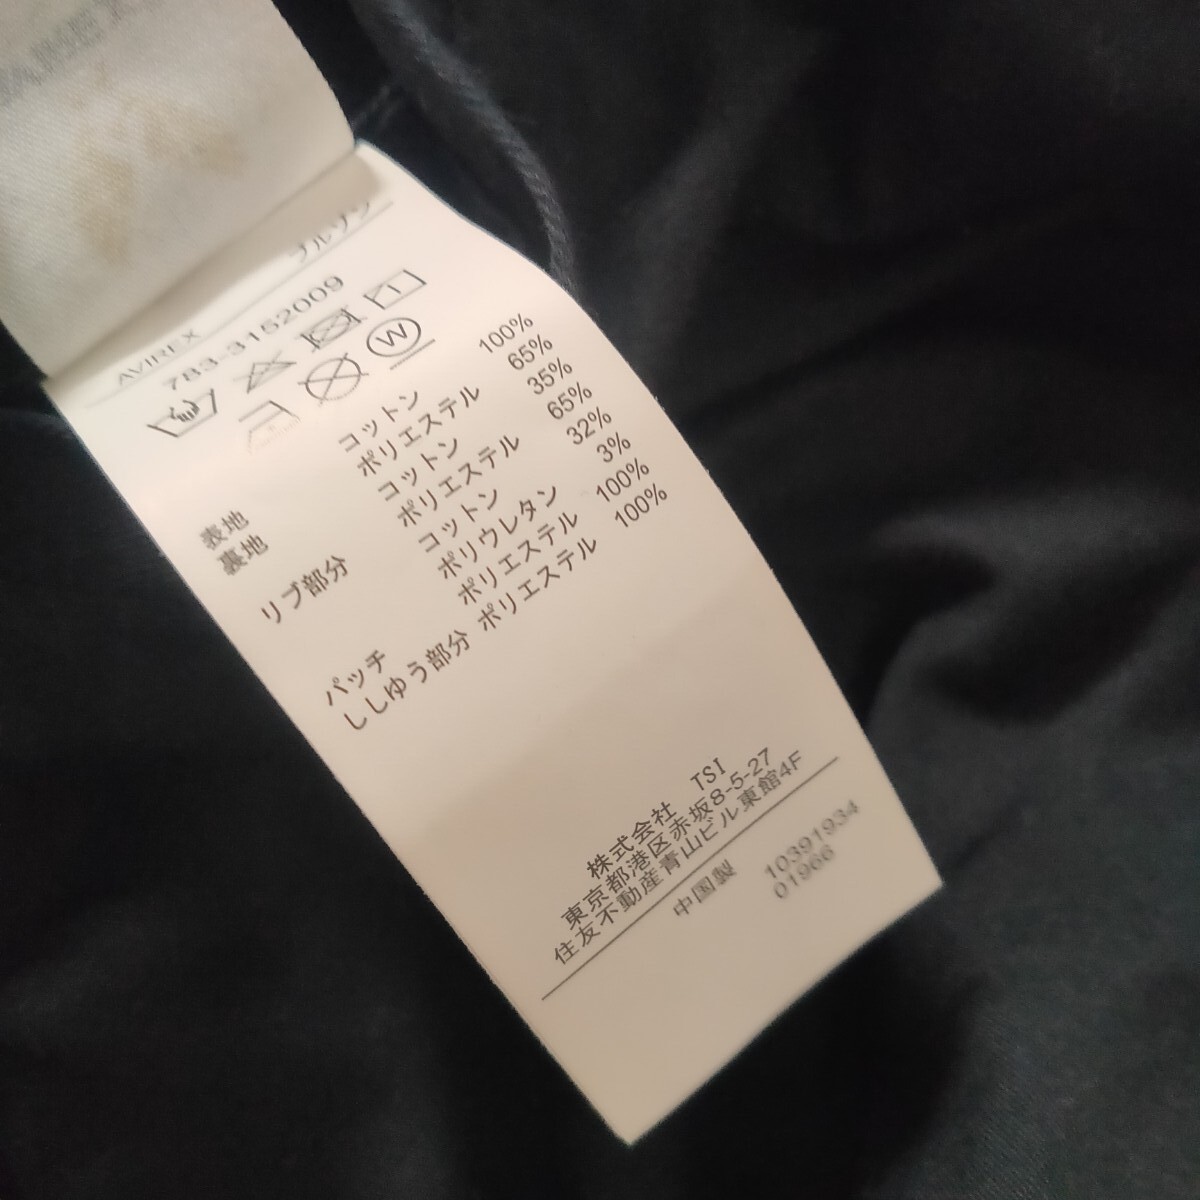 AVIREX ブルゾン
783-3152009
W
表地 コットン 100%
裏地 ポリエステル 65%
コットン 35%
リブ部分 ポリエステル 65%
コットン 32%
ポリウレタン 3%
パッチ ポリエステル 100%
ししゆう部分 ポリエステル 100%
株式会社 TSI
東京都港区赤坂8-5-27
住友不動産青山ビル東館4F
中国製 10391934
01966